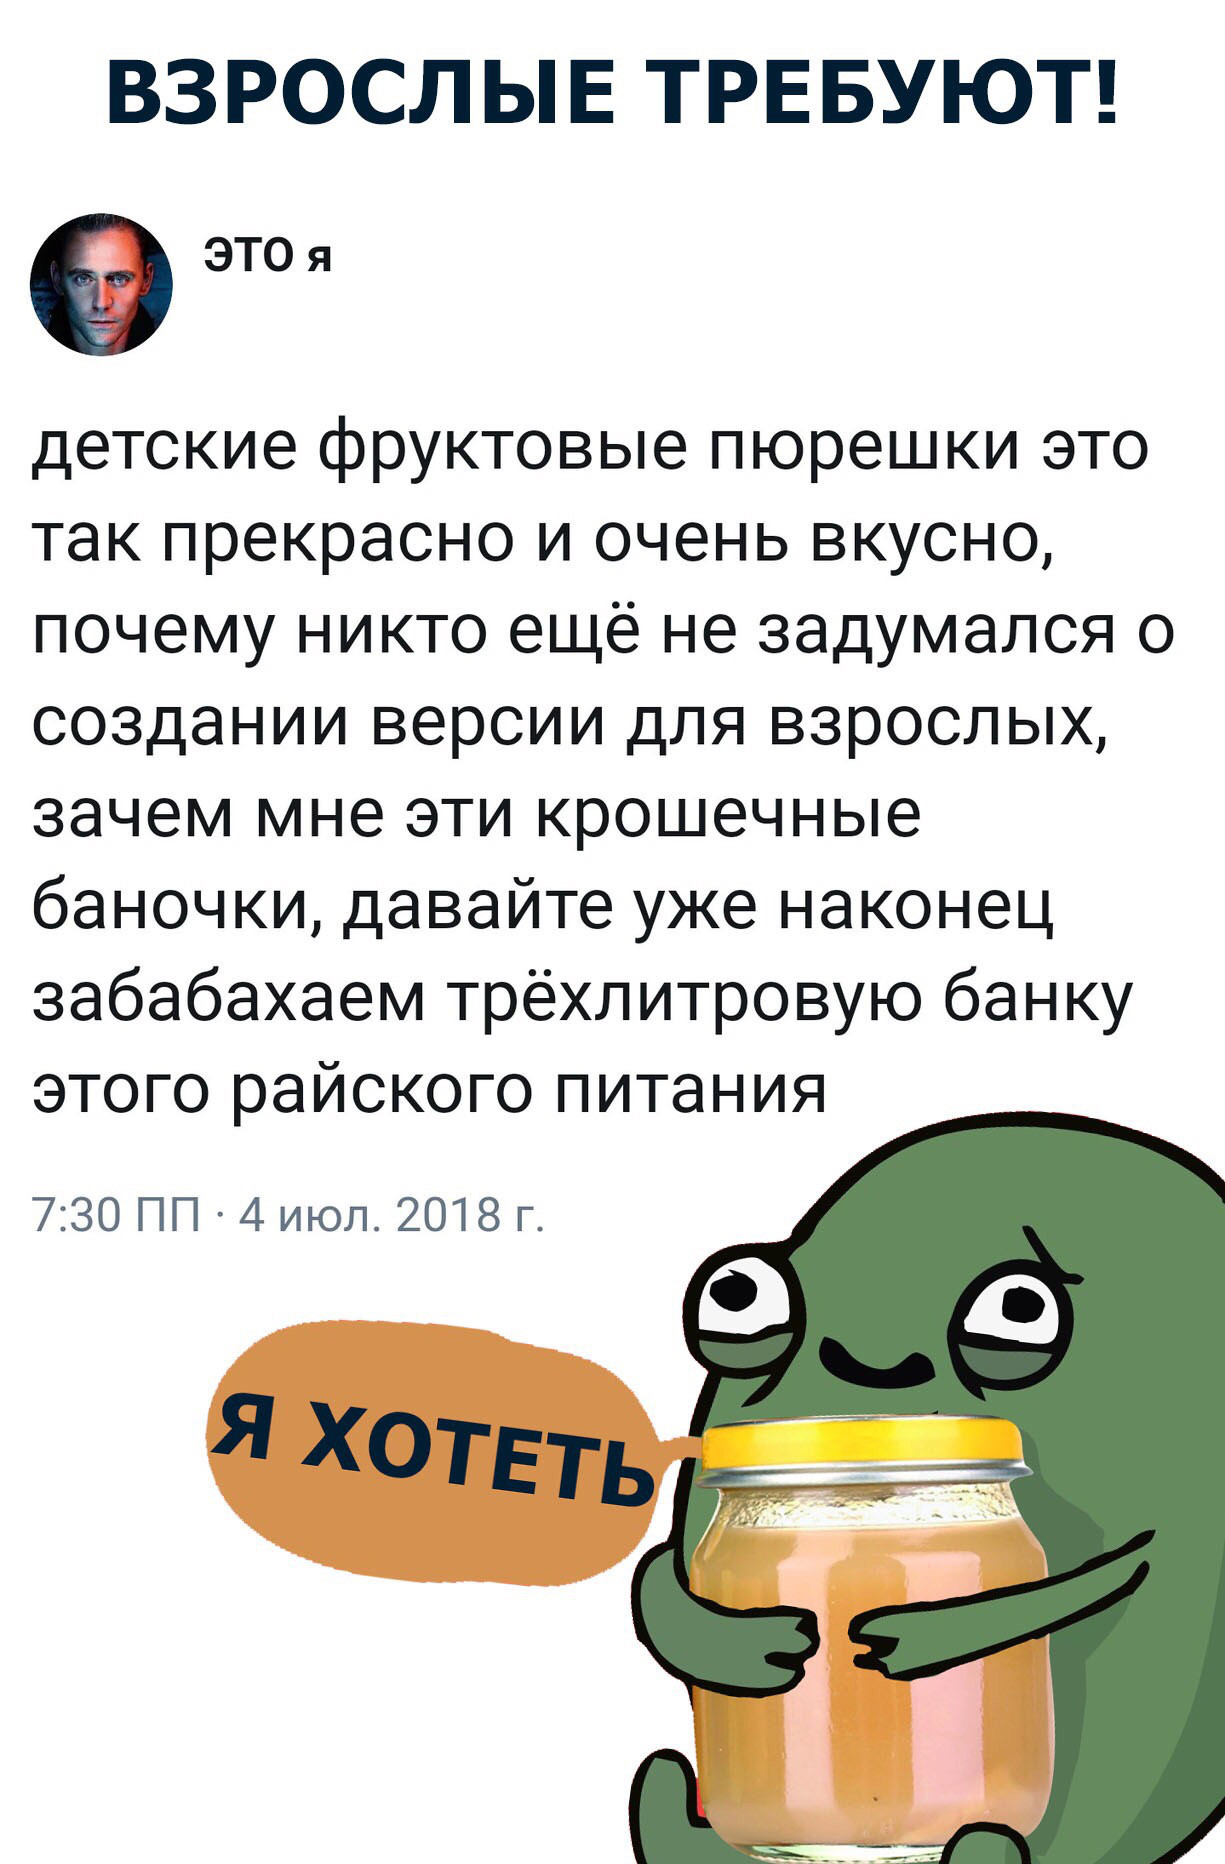 ВЗРОСЛЫЕ ТРЕБУЮТ!
ЭТО я
детские фруктовые пюрешки это
так прекрасно и очень вкусно,
почему никто ещё не задумался о
создании версии для взрослых,
зачем мне эти крошечные
баночки, давайте уже наконец
забабахаем трёхлитровую банку
этого райского питания
7:30 ПП · 4 июл. 2018 г.
Я ХОТЕТЬ